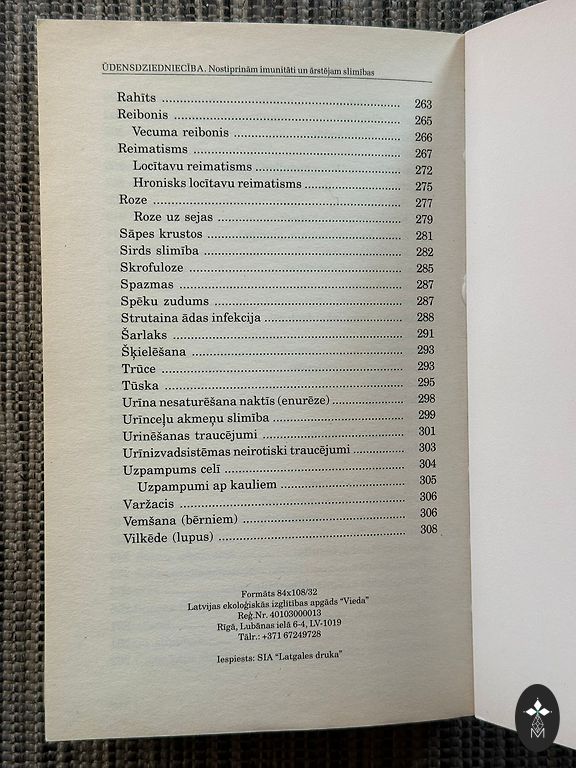 ŪDENSDZIEDNIECĪBA. Nostiprinām imunitāti un ārstējam slimības
Rahīts ........ 263
Reibonis ........ 265
Vecuma reibonis ........ 266
Reimatisms ........ 267
Locītavu reimatisms ........ 272
Hronisks locītavu reimatisms ........ 275
Roze ........ 277
Roze uz sejas ........ 279
Sāpes krustos ........ 281
Sirds slimība ........ 282
Skrofuloze ........ 285
Spazmas ........ 287
Spēku zudums ........ 287
Strutaina ādas infekcija ........ 288
Šarlaks ........ 291
Šķielēšana ........ 293
Trūce ........ 293
Tūska ........ 295
Urīna nesaturēšana naktīs (enurēze) ........ 298
Urīnceļu akmeņu slimība ........ 299
Urinēšanas traucējumi ........ 301
Urīnizvadsistēmas neirotiski traucējumi ........ 303
Uzpampums celī ........ 304
Uzpampumi ap kauliem ........ 305
Varžacis ........ 306
Vemšana (bērniem) ........ 306
Vilkēde (lupus) ........ 308
Formāts 84x108/32
Latvijas ekoloģiskās izglītības apgāds "Vieda"
Reģ.Nr. 40103000013
Rīgā, Lubānas ielā 6-4, LV-1019
Tālr.: +371 67249728
Iespiests: SIA "Latgales druka"
M